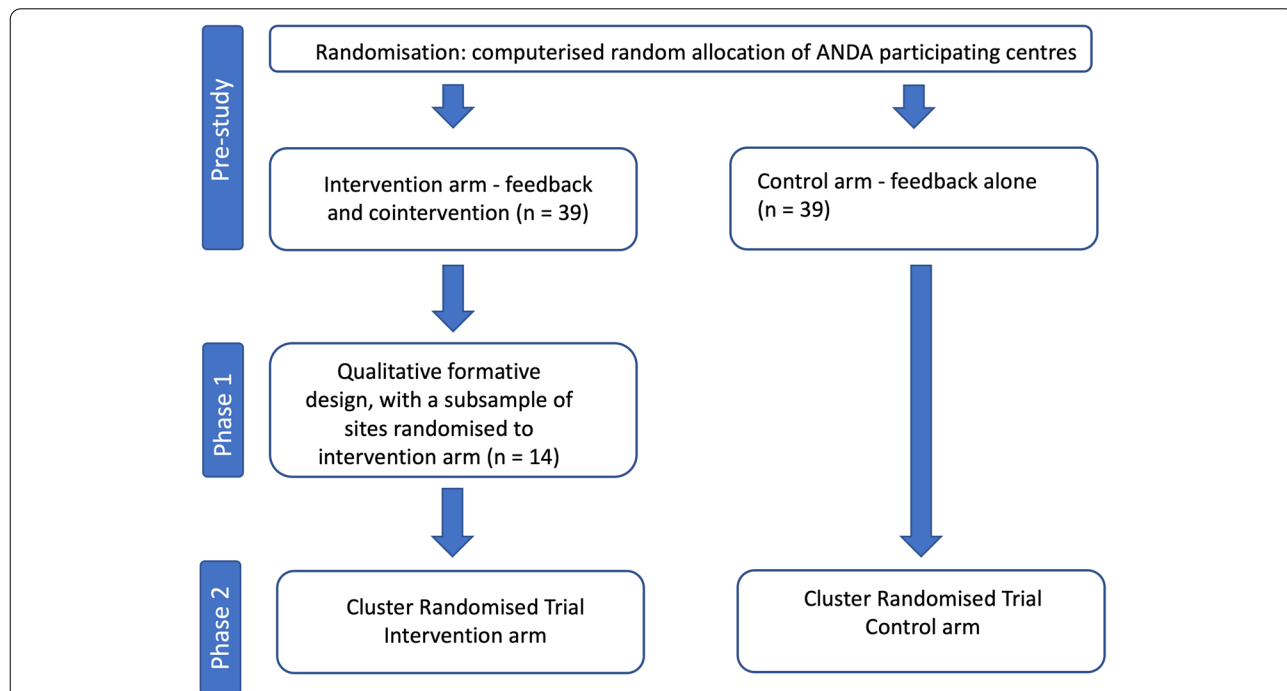 Pre-study
Randomisation: computerised random allocation of ANDA participating centres
Intervention arm - feedback
and cointervention (n = 39)
Control arm - feedback alone
(n = 39)
Phase 1
Qualitative formative
design, with a subsample of
sites randomised to
intervention arm (n = 14)
Phase 2
Cluster Randomised Trial
Intervention arm
Cluster Randomised Trial
Control arm